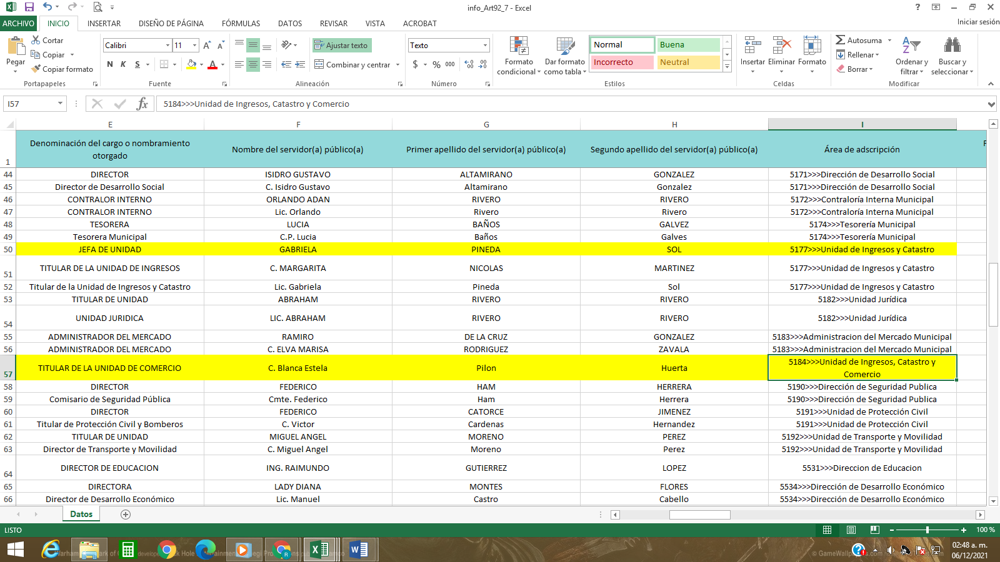 info_Art92_7 - Excel
ARCHIVO INICIO INSERTAR DISEÑO DE PÁGINA FÓRMULAS DATOS REVISAR VISTA ACROBAT Iniciar sesión
Pegar
Cortar
Copiar
Copiar formato
Portapapeles
Calibri 11
N K S
Fuente
Ajustar texto
Combinar y centrar
Alineación
Texto
$ % 000
Número
Formato condicional
Dar formato como tabla
Normal Buena
Incorrecto Neutral
Estilos
Insertar Eliminar Formato
Celdas
Autosuma
Rellenar
Borrar
Ordenar y filtrar
Buscar y seleccionar
Modificar
I57 fx 5184>>>Unidad de Ingresos, Catastro y Comercio
E F G H I
1 Denominación del cargo o nombramiento otorgado Nombre del servidor(a) público(a) Primer apellido del servidor(a) público(a) Segundo apellido del servidor(a) público(a) Área de adscripción
44 DIRECTOR ISIDRO GUSTAVO ALTAMIRANO GONZALEZ 5171>>>Dirección de Desarrollo Social
45 Director de Desarrollo Social C. Isidro Gustavo Altamirano Gonzalez 5171>>>Dirección de Desarrollo Social
46 CONTRALOR INTERNO ORLANDO ADAN RIVERO RIVERO 5172>>>Contraloría Interna Municipal
47 CONTRALOR INTERNO Lic. Orlando Rivero Rivero 5172>>>Contraloría Interna Municipal
48 TESORERA LUCIA BAÑOS GALVEZ 5174>>>Tesorería Municipal
49 Tesorera Municipal C.P. Lucia Baños Galves 5174>>>Tesorería Municipal
50 JEFA DE UNIDAD GABRIELA PINEDA SOL 5177>>>Unidad de Ingresos y Catastro
51 TITULAR DE LA UNIDAD DE INGRESOS C. MARGARITA NICOLAS MARTINEZ 5177>>>Unidad de Ingresos y Catastro
52 Titular de la Unidad de Ingresos y Catastro Lic. Gabriela Pineda Sol 5177>>>Unidad de Ingresos y Catastro
53 TITULAR DE UNIDAD ABRAHAM RIVERO RIVERO 5182>>>Unidad Jurídica
54 UNIDAD JURIDICA LIC. ABRAHAM RIVERO RIVERO 5182>>>Unidad Jurídica
55 ADMINISTRADOR DEL MERCADO RAMIRO DE LA CRUZ GONZALEZ 5183>>>Administracion del Mercado Municipal
56 ADMINISTRADOR DEL MERCADO C. ELVA MARISA RODRIGUEZ ZAVALA 5183>>>Administracion del Mercado Municipal
57 TITULAR DE LA UNIDAD DE COMERCIO C. Blanca Estela Pilon Huerta 5184>>>Unidad de Ingresos, Catastro y Comercio
58 DIRECTOR FEDERICO HAM HERRERA 5190>>>Dirección de Seguridad Publica
59 Comisario de Seguridad Pública Cmte. Federico Ham Herrera 5190>>>Dirección de Seguridad Publica
60 DIRECTOR FEDERICO CATORCE JIMENEZ 5191>>>Unidad de Protección Civil
61 Titular de Protección Civil y Bomberos C. Victor Cardenas Hernandez 5191>>>Unidad de Protección Civil
62 TITULAR DE UNIDAD MIGUEL ANGEL MORENO PEREZ 5192>>>Unidad de Transporte y Movilidad
63 Director de Transporte y Movilidad C. Miguel Angel Moreno Perez 5192>>>Unidad de Transporte y Movilidad
64 DIRECTOR DE EDUCACION ING. RAIMUNDO GUTIERREZ LOPEZ 5531>>>Direccion de Educacion
65 DIRECTORA LADY DIANA MONTES FLORES 5534>>>Dirección de Desarrollo Económico
66 Director de Desarrollo Económico Lic. Manuel Castro Cabello 5534>>>Dirección de Desarrollo Económico
Datos
LISTO 100 %
© GameWallpapers.com
02:48 a. m.
06/12/2021